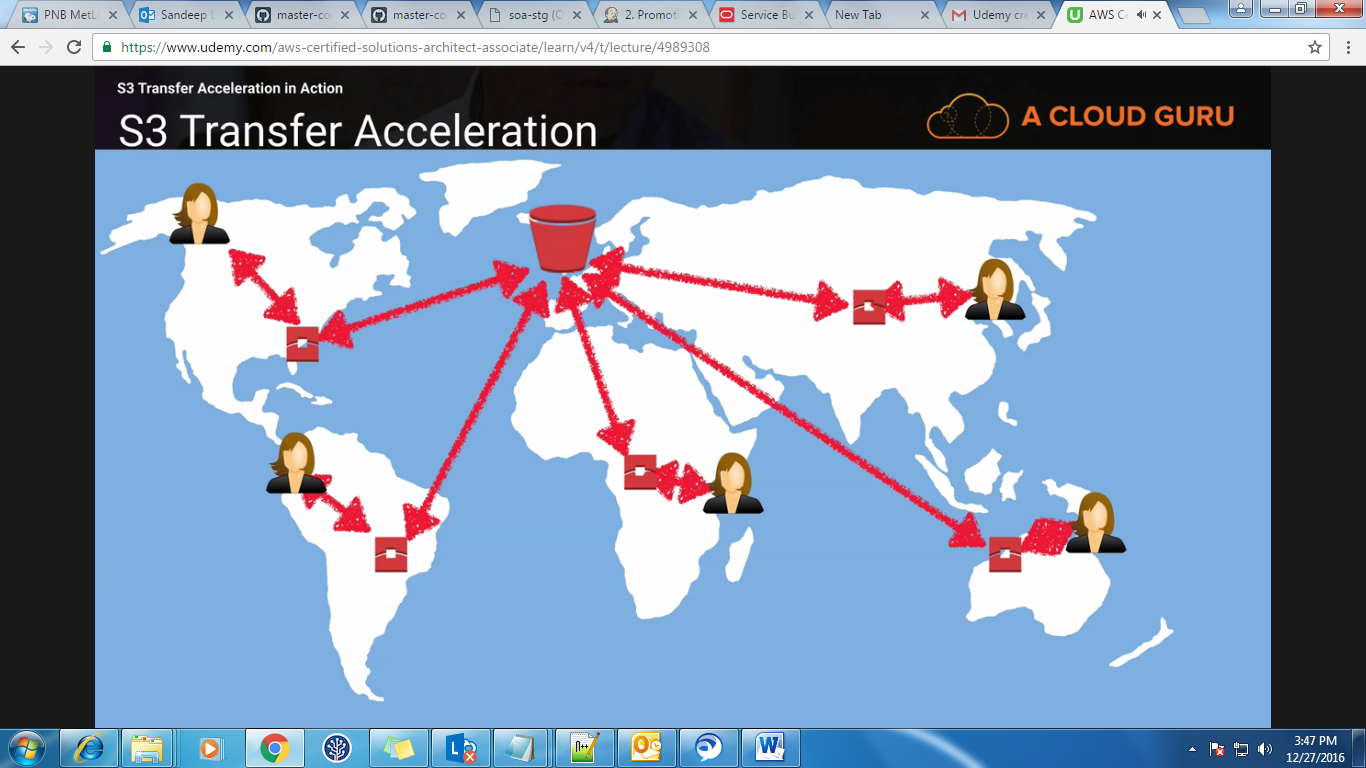 PNB MetL
Sandeep L
master-co
master-co
soa-stg (O
2. Promoti
Service Bu
New Tab
Udemy cre
AWS Ce
https://www.udemy.com/aws-certified-solutions-architect-associate/learn/v4/t/lecture/4989308
S3 Transfer Acceleration in Action
S3 Transfer Acceleration
A CLOUD GURU
3:47 PM
12/27/2016